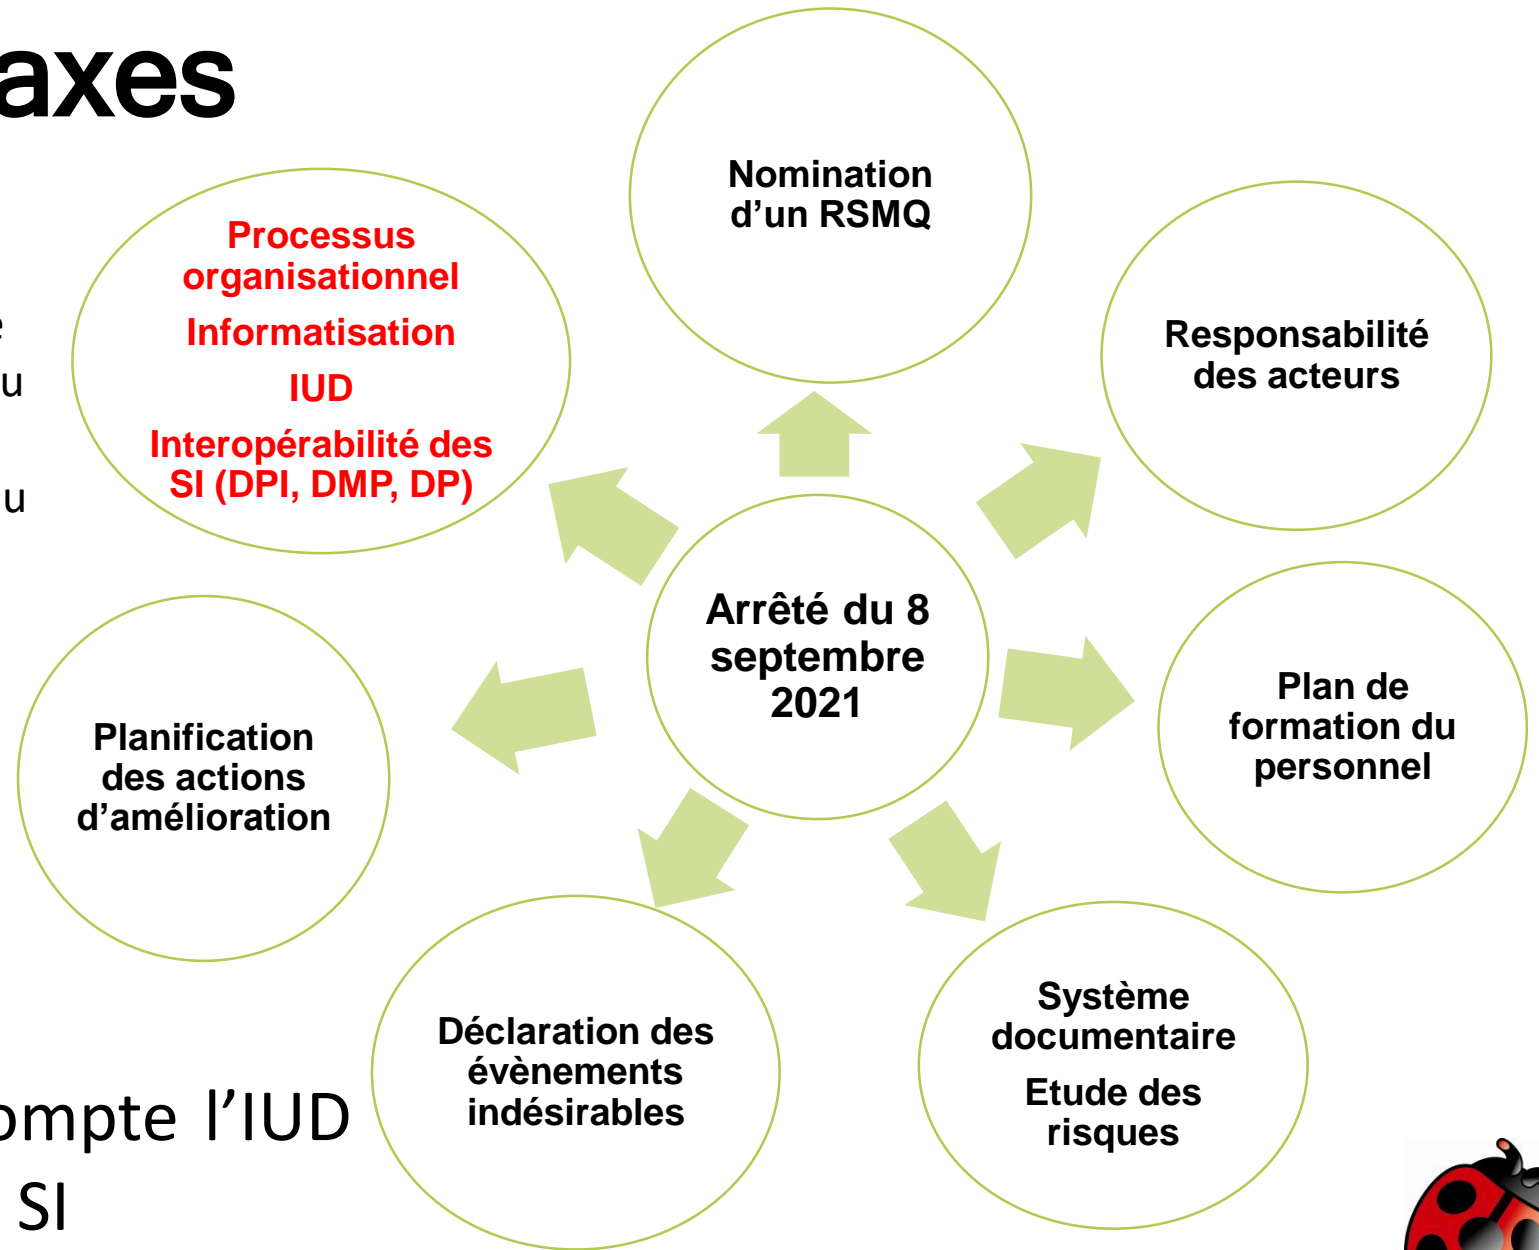 axes
Nomination
d’un RSMQ
Processus
organisationnel
Informatisation
IUD
Interopérabilité des
SI (DPI, DMP, DP)
e
u
u
Responsabilité
des acteurs
Arrêté du 8
septembre
2021
Plan de
formation du
personnel
Planification
des actions
d’amélioration
Système
documentaire
Etude des
risques
Déclaration des
évènements
indésirables
ompte l’IUD
SI